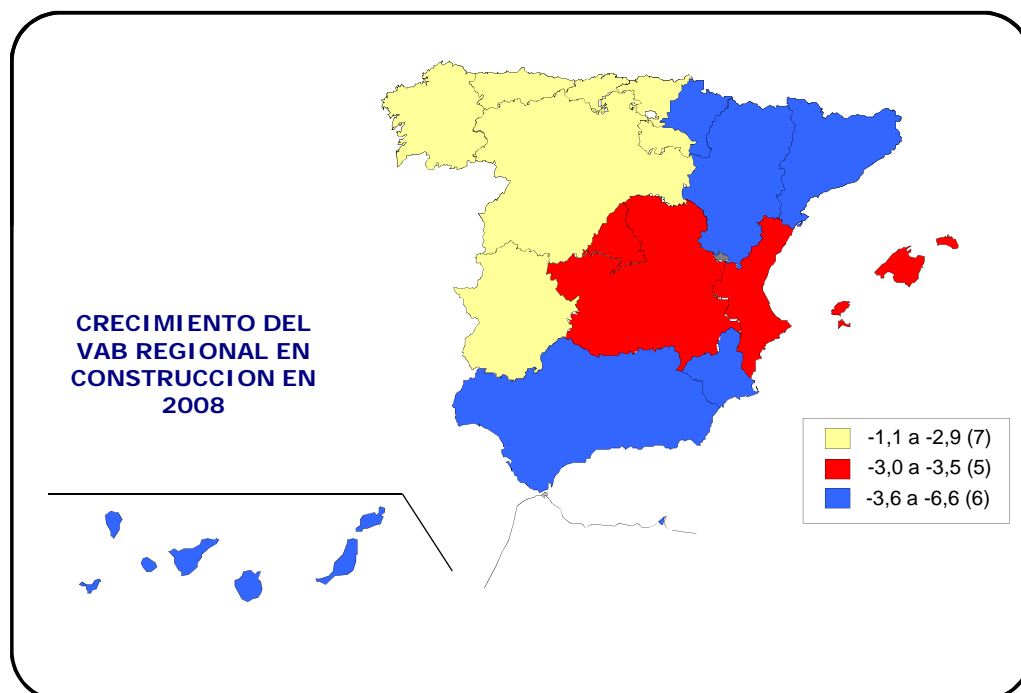 CRECIMIENTO DEL
VAB REGIONAL EN
CONSTRUCCION EN
2008
-1,1 a -2,9 (7)
-3,0 a -3,5 (5)
-3,6 a -6,6 (6)